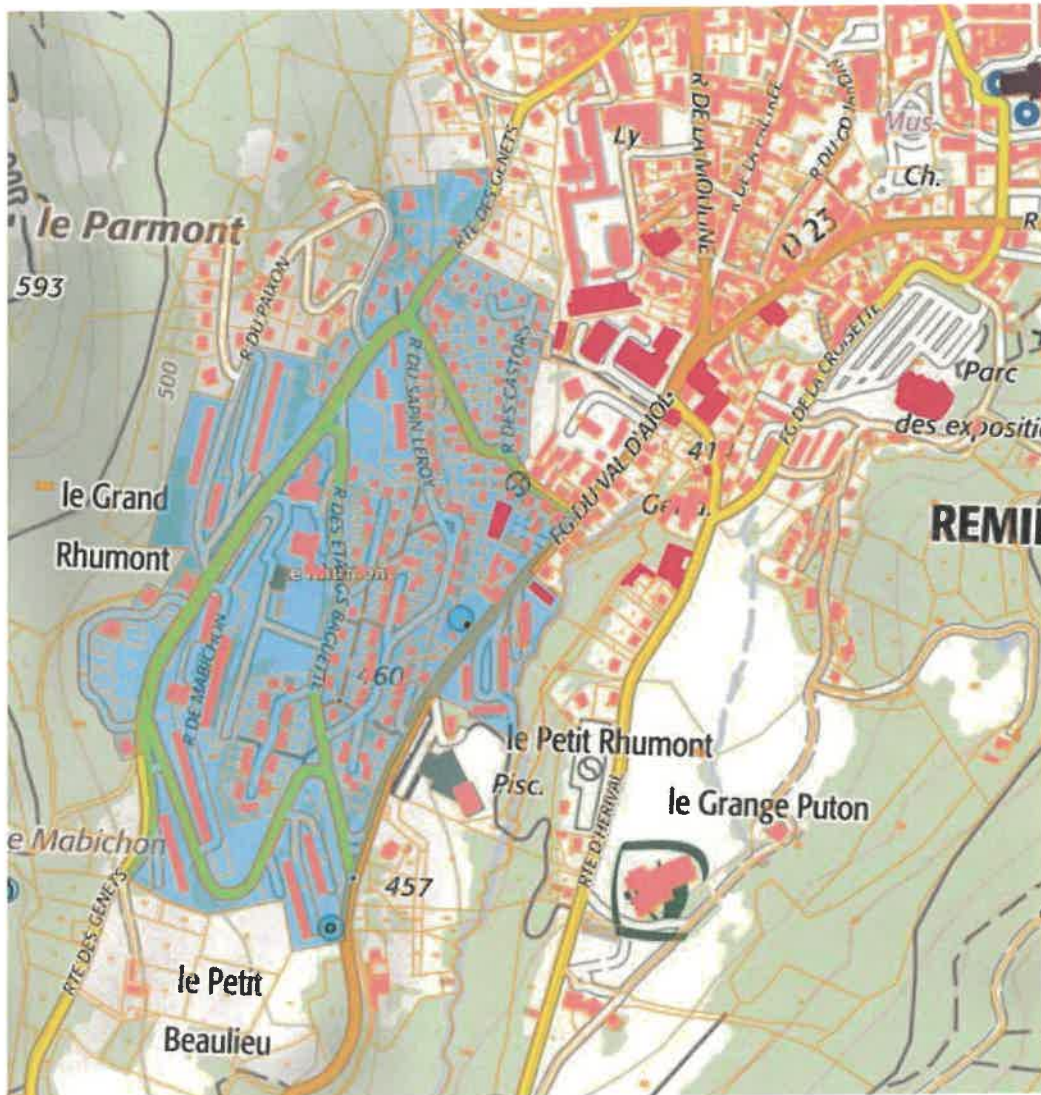 RTE DES GENETS
Ly
R DE LA MOULINE
Mus
Ch.
R
D 23
le Parmont
593
R DU PAIXON
500
R DES CASTORS
R DU SAPIN LEROY
FG DE LA CROISETTE
Parc
des expositi
FG DU VAL D'AJOL
41
le Grand
Rhumont
R DES ETANGS BAGUETTE
REMI
R DE MABICHON
460
le Petit Rhumont
Pisc.
le Grange Puton
e Mabichon
457
RTE D'HERIVAL
RTE DES GENETS
le Petit
Beaulieu